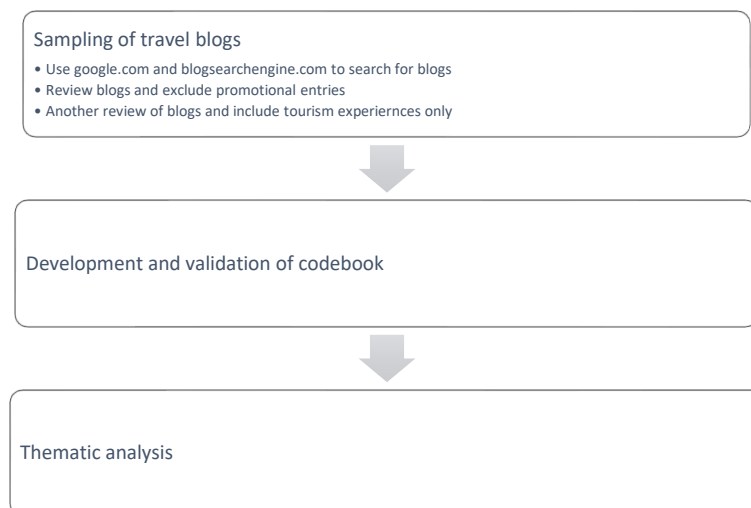 Sampling of travel blogs
• Use google.com and blogsearchengine.com to search for blogs
• Review blogs and exclude promotional entries
• Another review of blogs and include tourism experiernces only
Development and validation of codebook
Thematic analysis